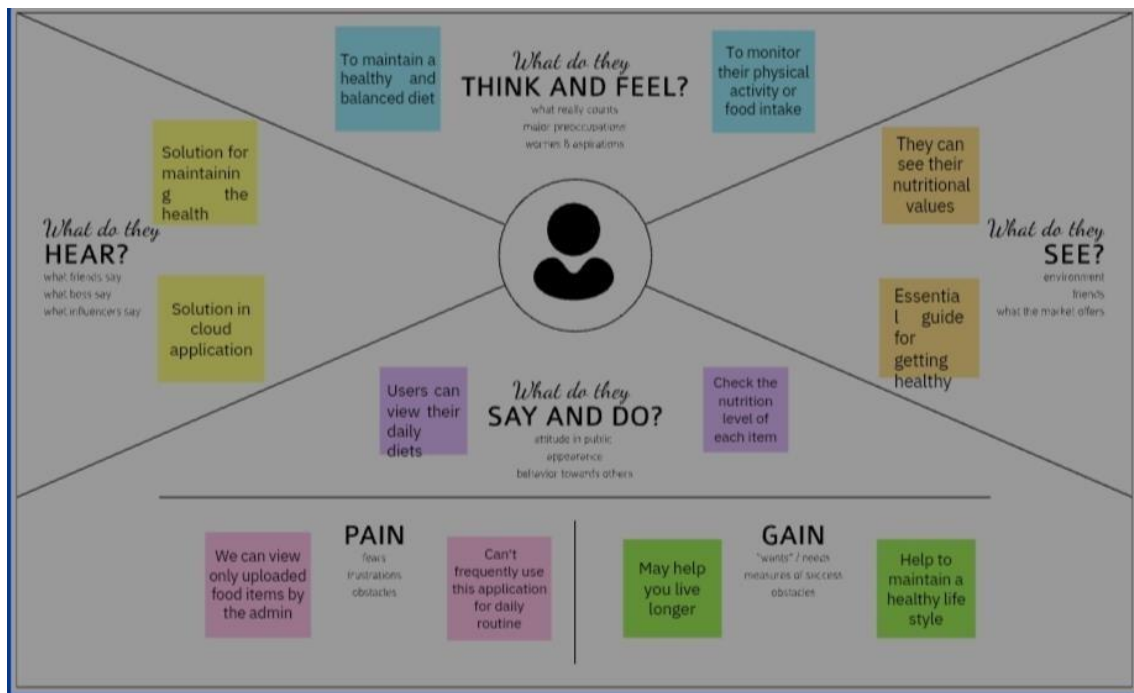 To maintain a
healthy and
balanced diet
What do they
THINK AND FEEL?
what really counts
major preoccupations
worries & aspirations
To monitor
their physical
activity or
food intake
Solution for
maintainin
g the
health
What do they
HEAR?
what friends say
what boss say
what influencers say
Solution in
cloud
application
They can
see their
nutritional
values
What do they
SEE?
environment
friends
what the market offers
Essentia
l guide
for
getting
healthy
Users can
view their
daily
diets
What do they
SAY AND DO?
attitude in public
appearance
behavior towards others
Check the
nutrition
level of
each item
We can view
only uploaded
food items by
the admin
PAIN
fears
frustrations
obstacles
Can't
frequently use
this application
for daily
routine
May help
you live
longer
GAIN
"wants" / needs
measures of success
obstacles
Help to
maintain a
healthy life
style